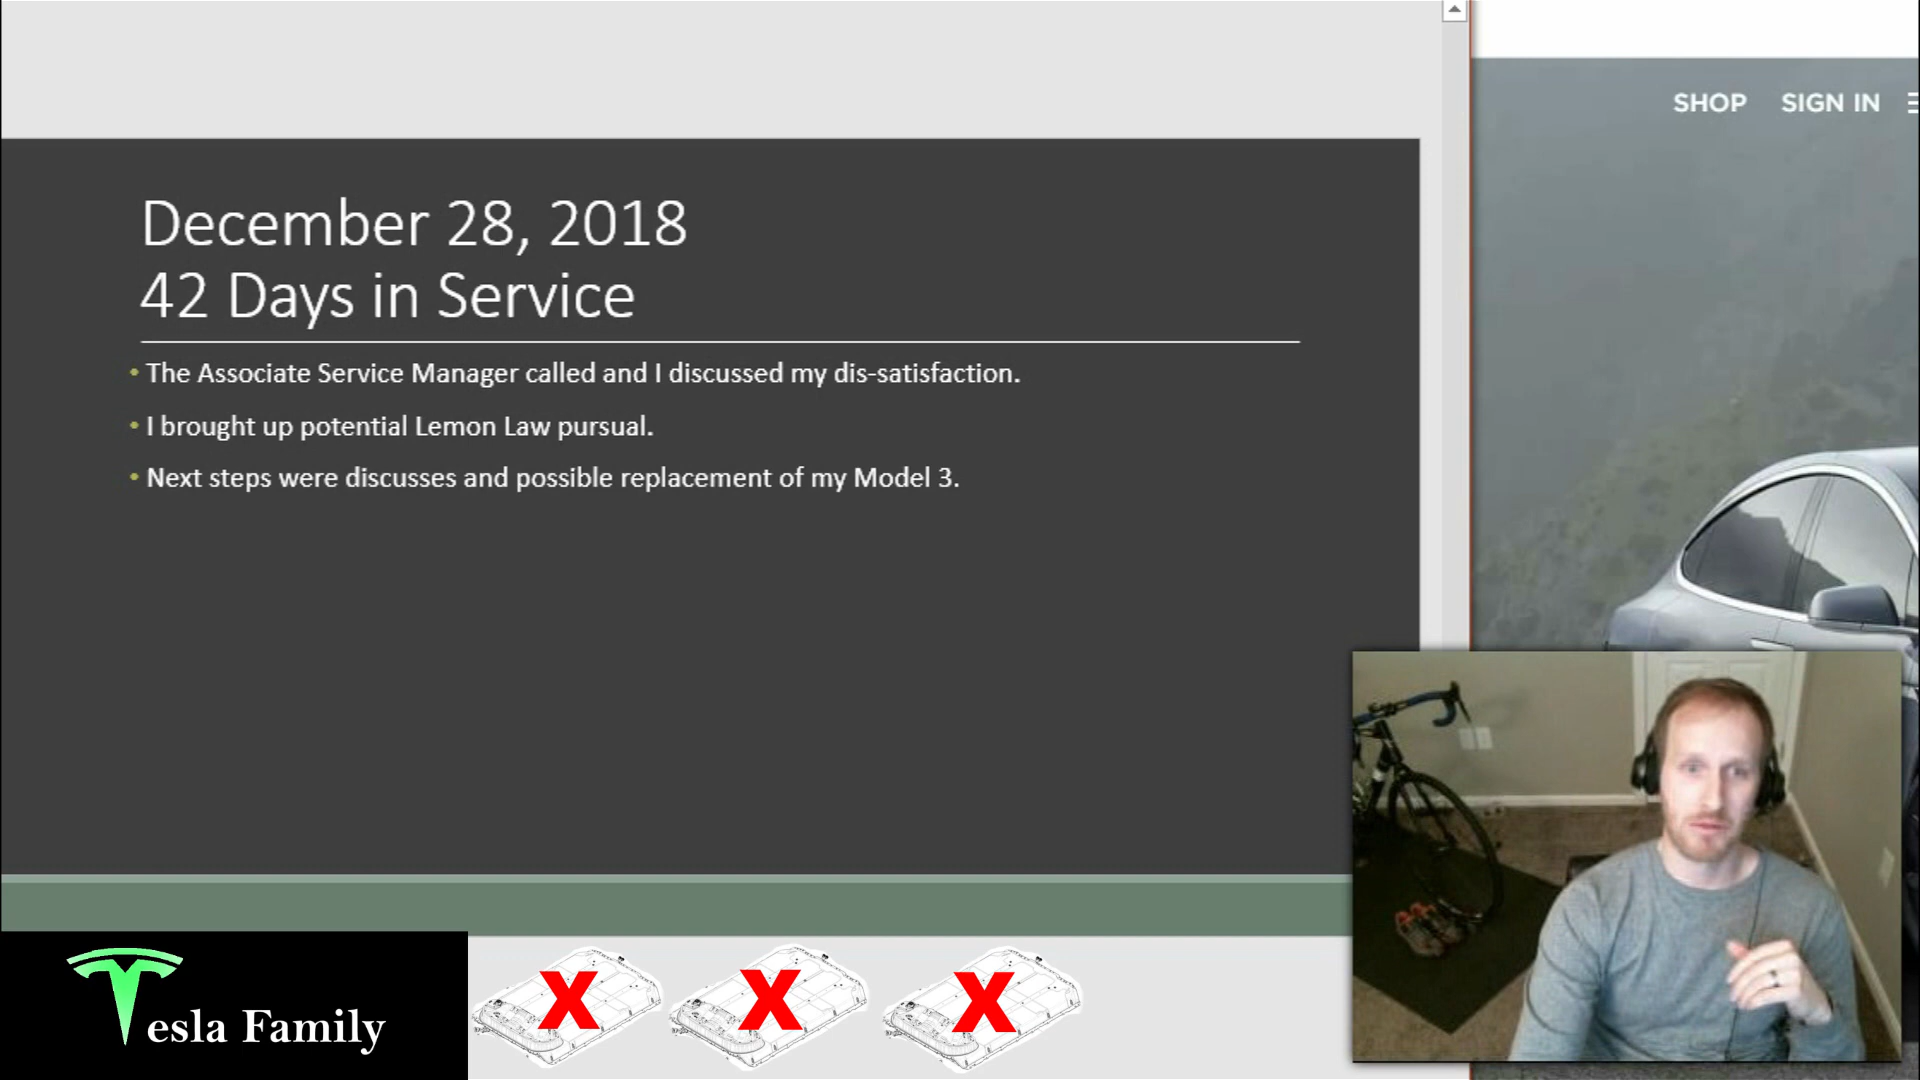 SHOP SIGN IN
December 28, 2018
42 Days in Service
• The Associate Service Manager called and I discussed my dis-satisfaction.
• I brought up potential Lemon Law pursual.
• Next steps were discusses and possible replacement of my Model 3.
Tesla Family
X X X